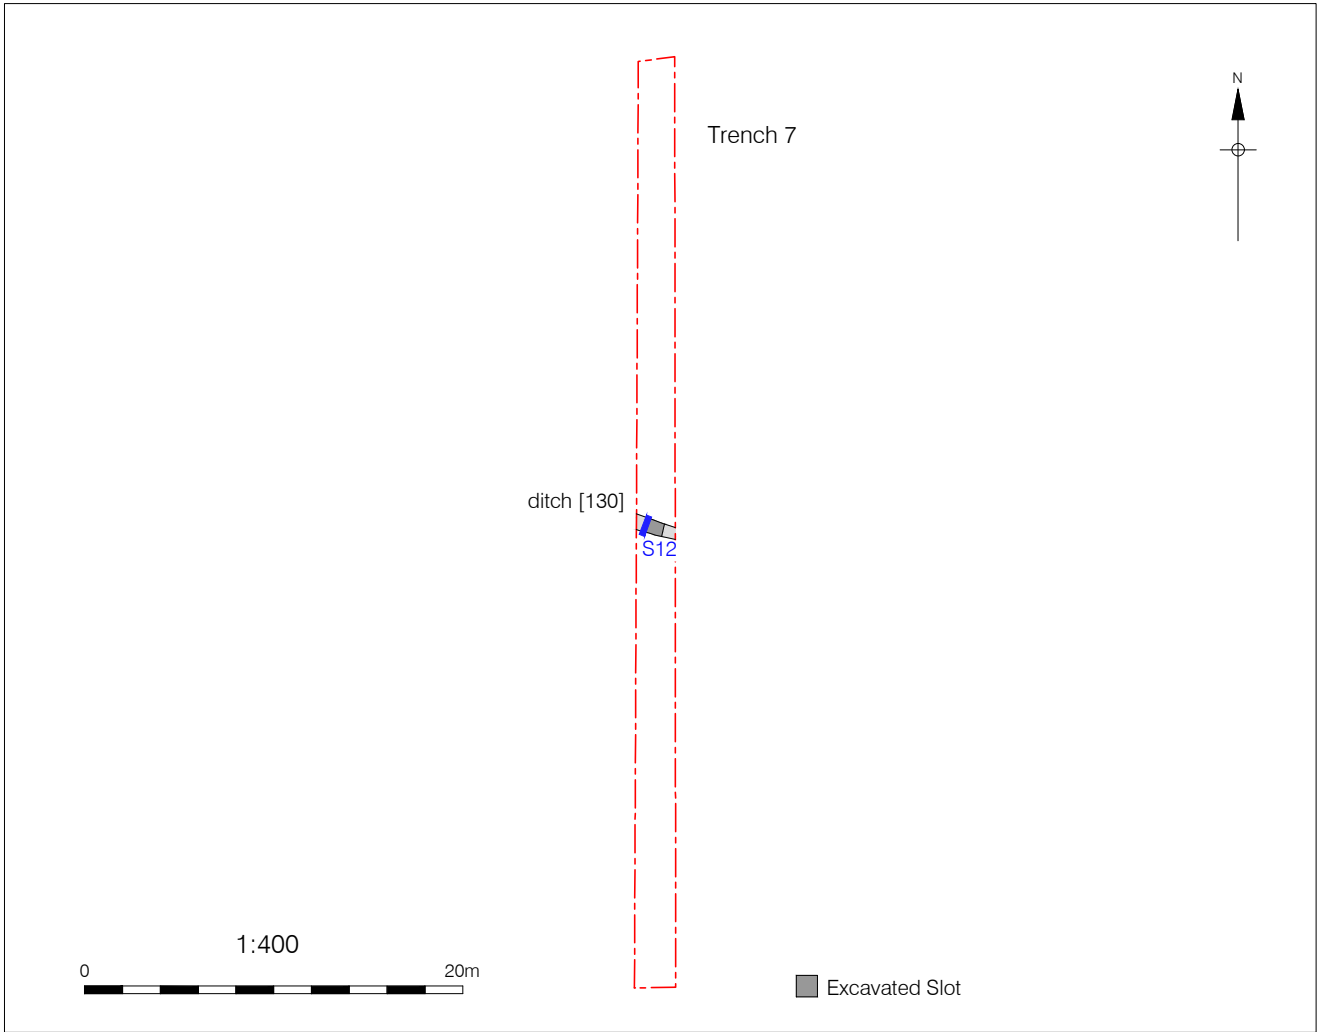 N
Trench 7
ditch [130]
S12
1:400
0 20m
Excavated Slot